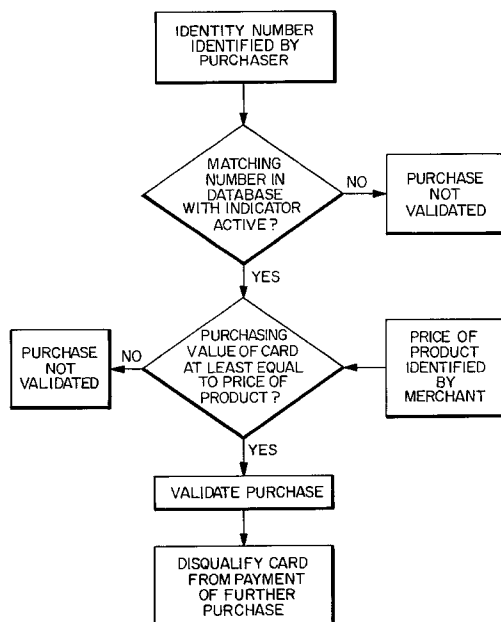 IDENTITY NUMBER
IDENTIFIED BY
PURCHASER
MATCHING
NUMBER IN
DATABASE
WITH INDICATOR
ACTIVE ?
NO
PURCHASE
NOT
VALIDATED
YES
PURCHASING
VALUE OF CARD
AT LEAST EQUAL
TO PRICE OF
PRODUCT ?
NO
PURCHASE
NOT
VALIDATED
PRICE OF
PRODUCT
IDENTIFIED
BY
MERCHANT
YES
VALIDATE PURCHASE
DISQUALIFY CARD
FROM PAYMENT
OF FURTHER
PURCHASE